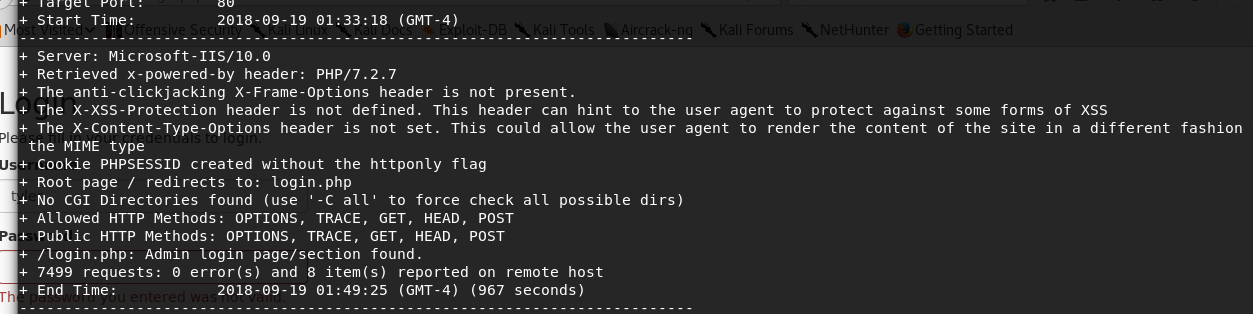 + Target Port: 80
+ Start Time: 2018-09-19 01:33:18 (GMT-4)
Most Visited Offensive Security Kali Linux Kali Docs Exploit-DB Kali Tools Aircrack-ng Kali Forums NetHunter Getting Started
---------------------------------------------------------------------------
+ Server: Microsoft-IIS/10.0
+ Retrieved x-powered-by header: PHP/7.2.7
+ The anti-clickjacking X-Frame-Options header is not present.
Login
+ The X-XSS-Protection header is not defined. This header can hint to the user agent to protect against some forms of XSS
+ The X-Content-Type-Options header is not set. This could allow the user agent to render the content of the site in a different fashion
Please fill in your credentials to login.
the MIME type
+ Cookie PHPSESSID created without the httponly flag
+ Root page / redirects to: login.php
+ No CGI Directories found (use '-C all' to force check all possible dirs)
+ Allowed HTTP Methods: OPTIONS, TRACE, GET, HEAD, POST
+ Public HTTP Methods: OPTIONS, TRACE, GET, HEAD, POST
+ /login.php: Admin login page/section found.
+ 7499 requests: 0 error(s) and 8 item(s) reported on remote host
+ End Time: 2018-09-19 01:49:25 (GMT-4) (967 seconds)
The password you entered was not valid.
---------------------------------------------------------------------------